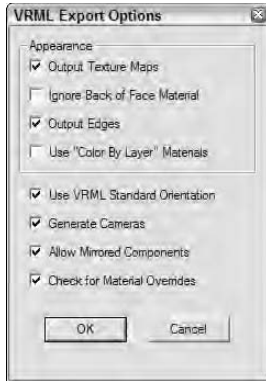 VRML Export Options
Appearance
Output Texture Maps
Ignore Back of Face Material
Output Edges
Use "Color By Layer" Materials
Use VRML Standard Orientation
Generate Cameras
Allow Mirrored Components
Check for Material Overrides
OK
Cancel